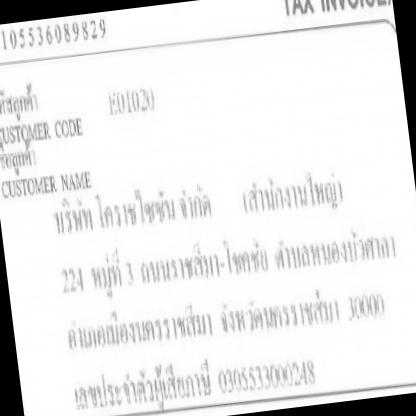 TAX INVOICE/
105536089829
รหัสลูกค้า E01020
CUSTOMER CODE
ชื่อลูกค้า
CUSTOMER NAME
บริษัท โคราชไซซัน จำกัด (สำนักงานใหญ่)
224 หมู่ที่ 3 ถนนราชสีมา-โชคชัย ตำบลหนองบัวศาลา
อำเภอเมืองนครราชสีมา จังหวัดนครราชสีมา 30000
เลขประจำตัวผู้เสียภาษี 0305533000248